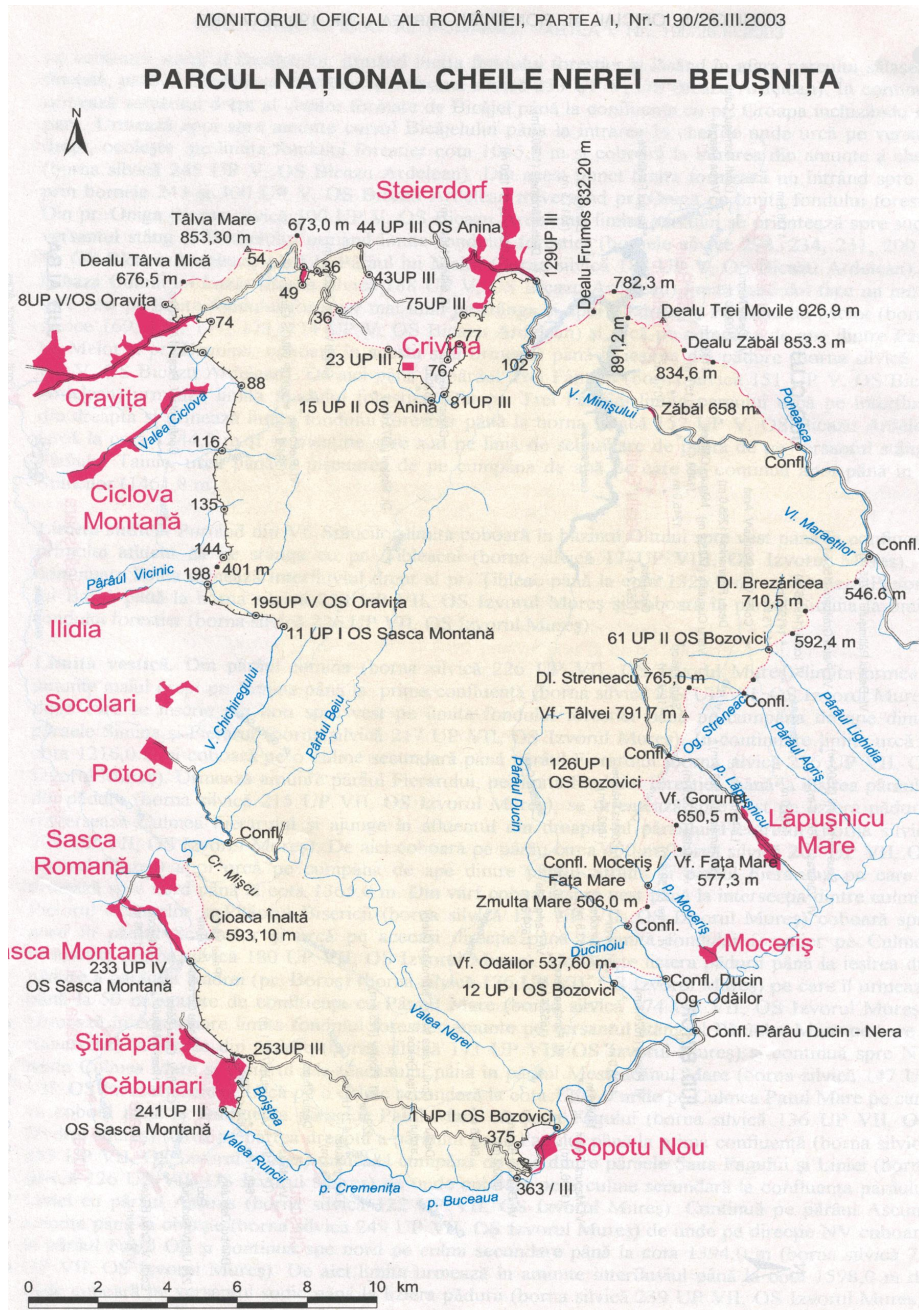 MONITORUL OFICIAL AL ROMÂNIEI, PARTEA I, Nr. 190/26.III.2003
PARCUL NAȚIONAL CHEILE NEREI — BEUȘNIȚA
N
Steierdorf
Tâlva Mare
853,30 m
673,0 m
44 UP III OS Anina
129UP III
Dealu Frântos 832,20 m
Dealu Tâlva Mică
676,5 m
54
36
43UP III
782,3 m
8UP V/OS Oravița
49
75UP III
Dealu Trei Movile 926,9 m
74
36
77
891,2 m
Dealu Zăbăl 853.3 m
77
23 UP III
Crivina
76
102
834,6 m
Oravița
88
15 UP II OS Anina
81UP III
V. Minișului
Zăbăl 658 m
Poneasca
Valea Ciclova
116
Confl.
Ciclova
Montană
135
Vl. Maraeților
144
Confl.
Pârâul Vicinic
198
401 m
Dl. Brezăricea
710,5 m
546.6 m
Ilidia
195UP V OS Oravița
11 UP I OS Sasca Montană
61 UP II OS Bozovici
592,4 m
Socolari
V. Chichiregului
Pârâul Beiu
Dl. Streneacu 765,0 m
Confl.
Vf. Tâlvei 791,7 m
Og. Streneac
Pârâul Lighidia
Potoc
Pârâul Ducin
126UP I
OS Bozovici
Confl.
Pârâul Agriș
p. Lăpușnicu
Vf. Goruna
650,5 m
Lăpușnicu
Mare
Confl.
Sasca
Romană
Cr. Mișcu
Confl. Moceriș /
Fața Mare
Vf. Fața Mare
577,3 m
Zmulta Mare 506,0 m
p. Moceriș
Cioaca Înaltă
593,10 m
Confl.
Moceriș
sca Montană
Ducinoiu
233 UP IV
OS Sasca Montană
Vf. Odăilor 537,60 m
12 UP I OS Bozovici
Confl. Ducin
Og. Odăilor
Valea Nerei
Confl. Pârâu Ducin - Nera
Știnăpari
253UP III
Căbunari
241UP III
OS Sasca Montană
Boiștea
1 UP I OS Bozovici
375
Șopotu Nou
Valea Runcii
p. Cremenița
p. Buceaua
363 / III
0 2 4 6 8 10 km